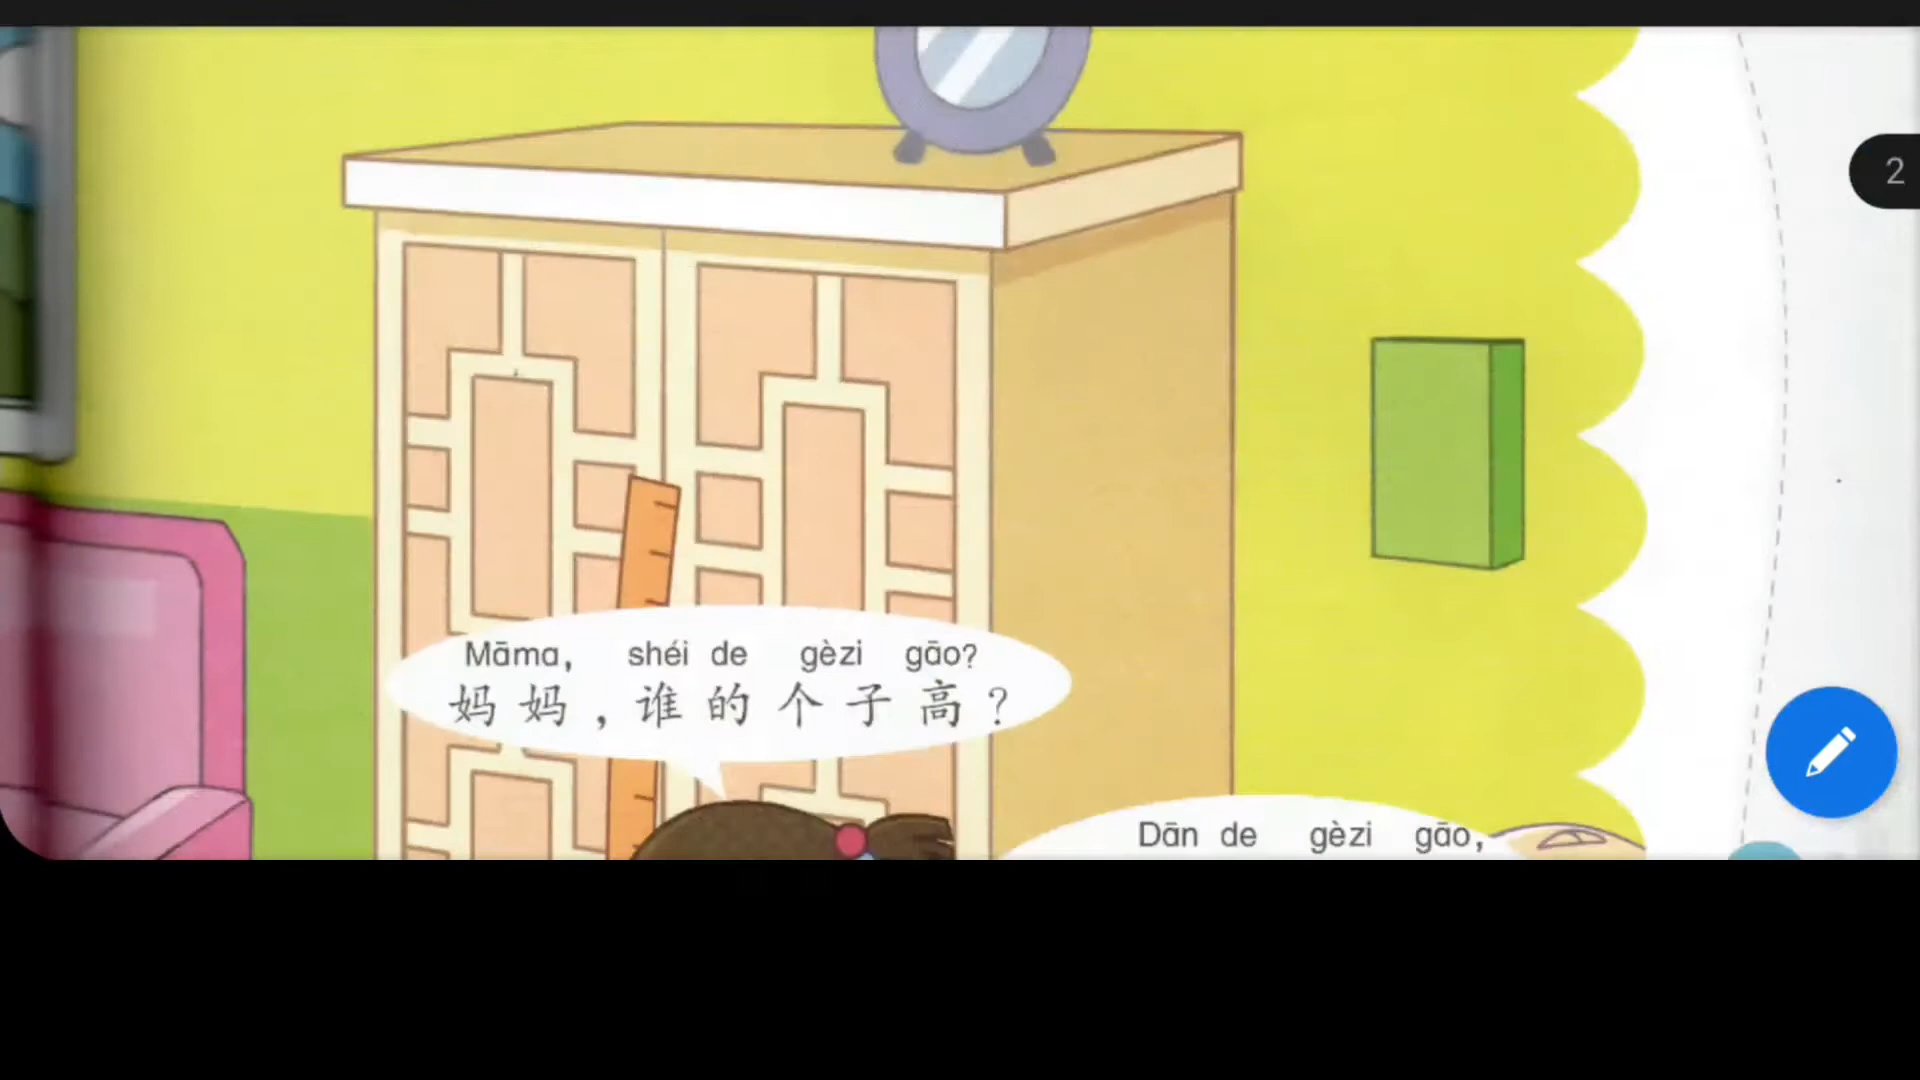 2
Māma, shéi de gèzi gāo?
妈妈，谁的个子高？
Dān de gèzi gāo,